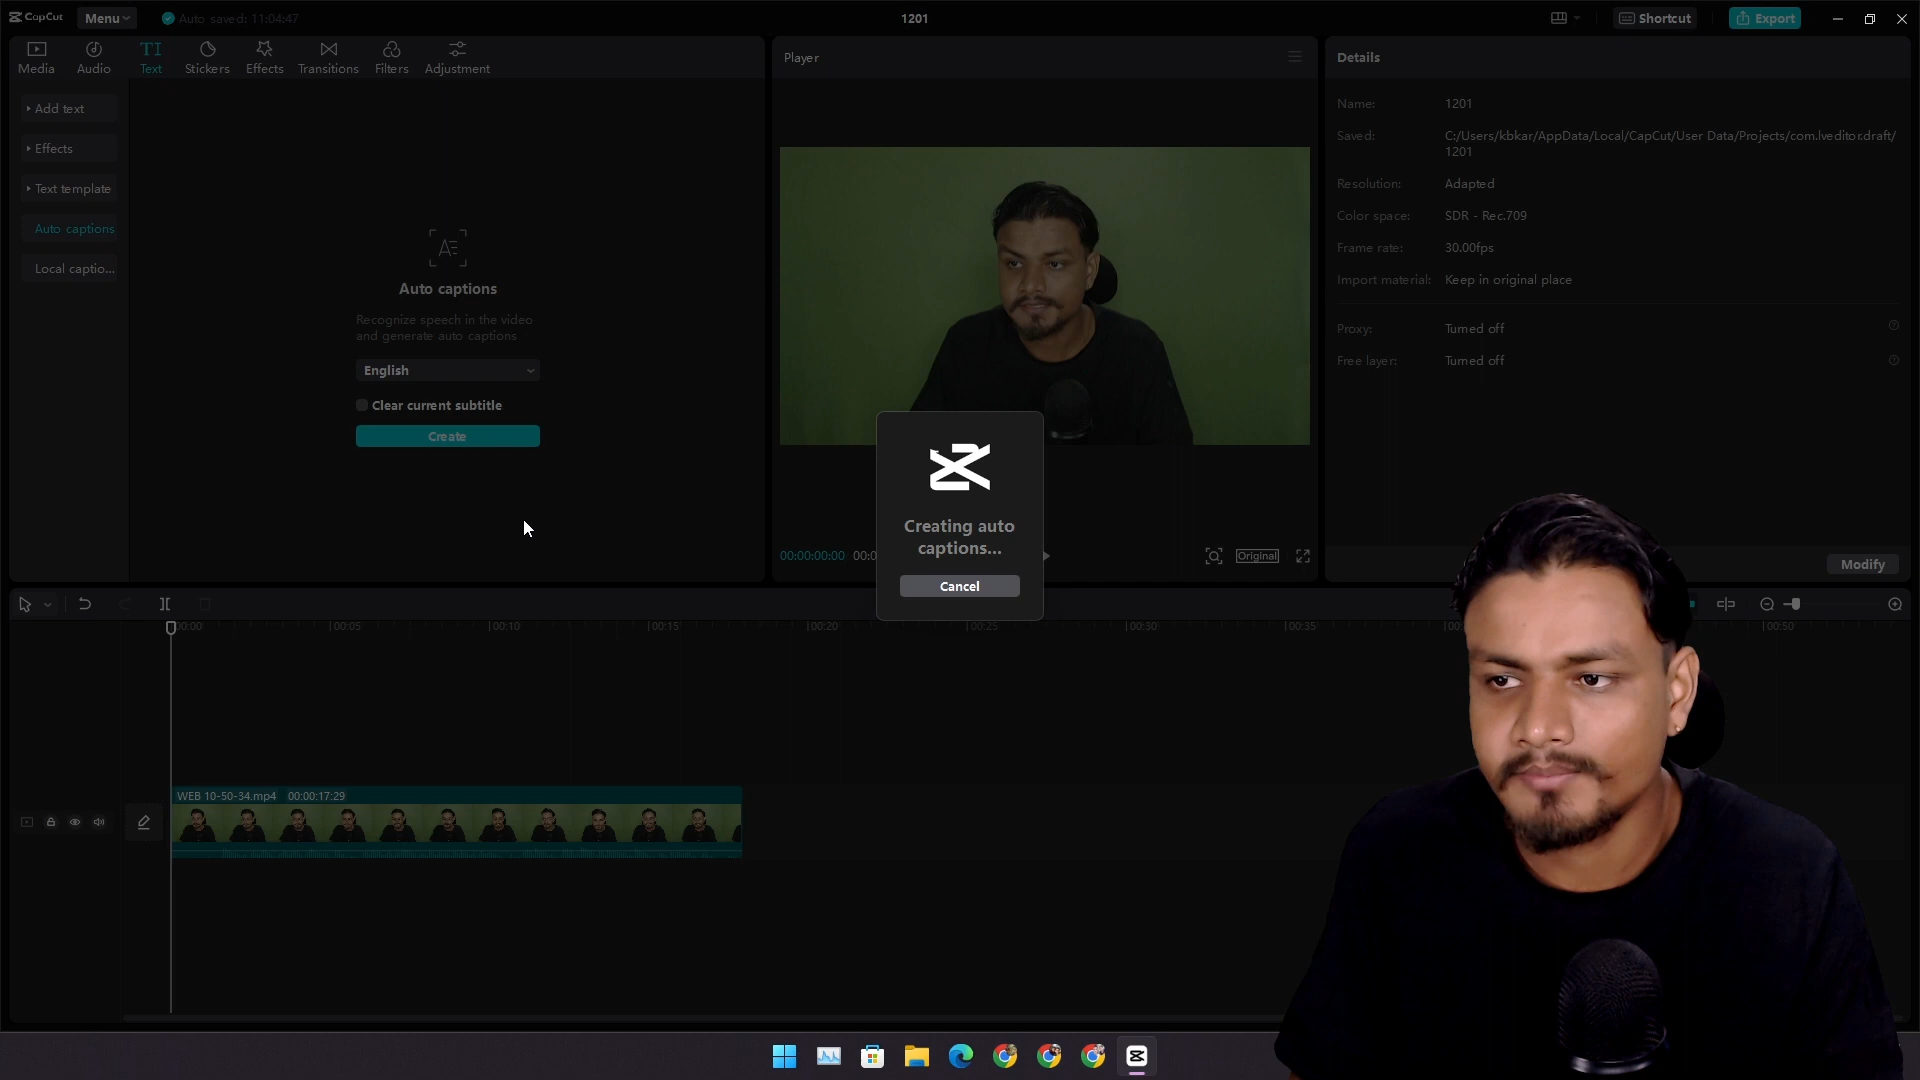 CapCut
Menu
Auto saved: 11:04:47
1201
Shortcut
Export
Media
Audio
TI
Text
Stickers
Effects
Transitions
Filters
Adjustment
Add text
Effects
Text template
Auto captions
Local captio...
Auto captions
Recognize speech in the video
and generate auto captions
English
Clear current subtitle
Create
Player
00:00:00:00
Original
Creating auto
captions...
Cancel
Details
Name: 1201
Saved: C:/Users/kbkar/AppData/Local/CapCut/User Data/Projects/com.lveditor.draft/
1201
Resolution: Adapted
Color space: SDR - Rec.709
Frame rate: 30.00fps
Import material: Keep in original place
Proxy: Turned off
Free layer: Turned off
Modify
00:00
00:05
00:10
00:15
00:20
00:25
00:30
00:35
00:50
WEB 10-50-34.mp4 00:00:17:29